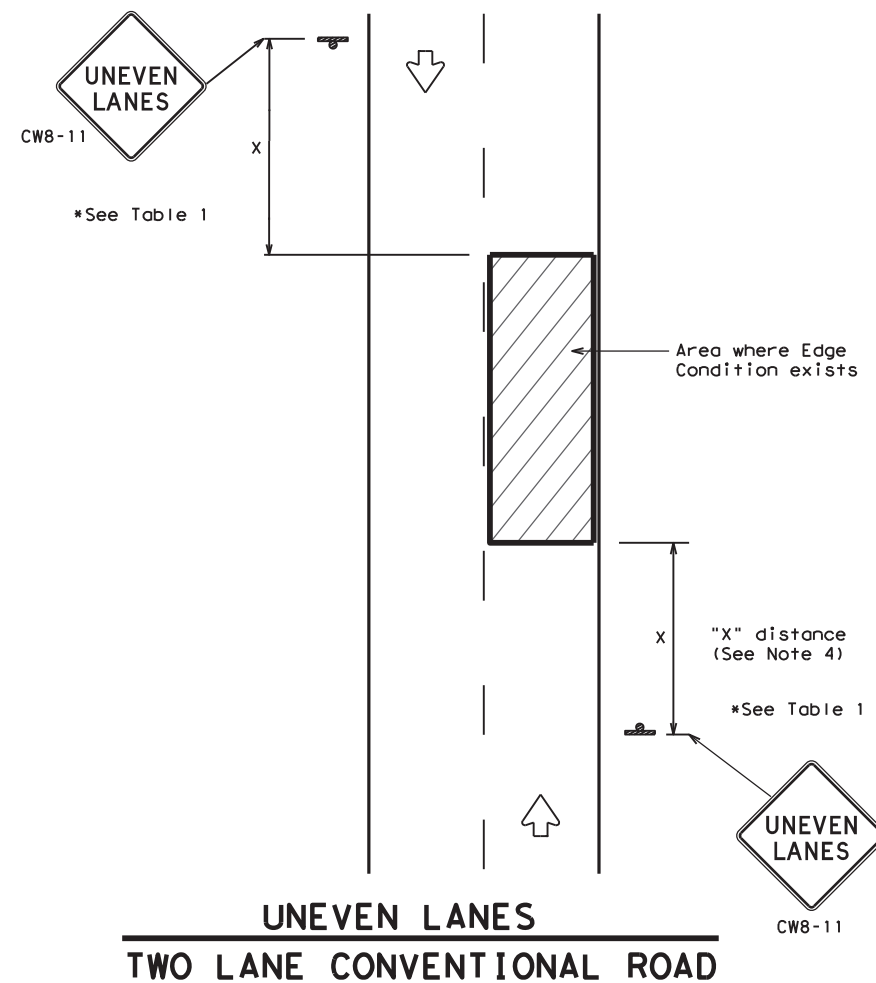 UNEVEN
LANES
CW8-11
X
*See Table 1
Area where Edge
Condition exists
X
"X" distance
(See Note 4)
*See Table 1
UNEVEN
LANES
CW8-11
UNEVEN LANES
TWO LANE CONVENTIONAL ROAD